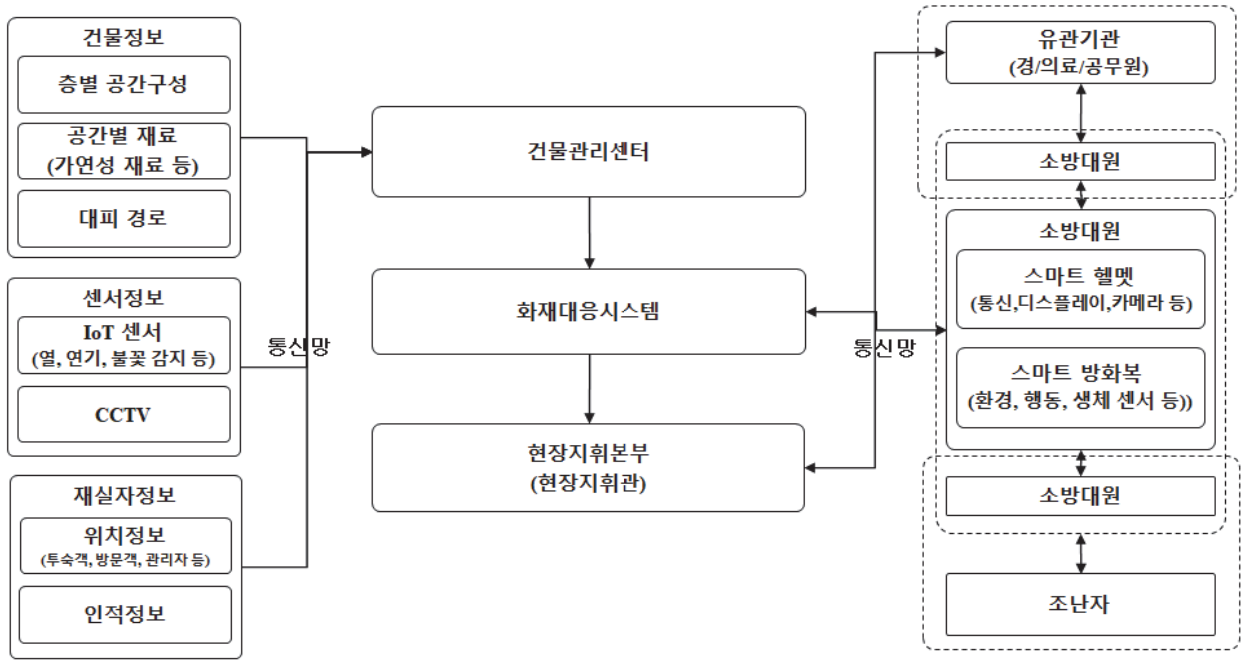 건물정보
층별 공간구성
공간별 재료
(가연성 재료 등)
대피 경로
센서정보
IoT 센서
(열, 연기, 불꽃 감지 등)
CCTV
재실자정보
위치정보
(투숙객, 방문객, 관리자 등)
인적정보
통신망
건물관리센터
화재대응시스템
현장지휘본부
(현장지휘관)
통신망
유관기관
(경/의료/공무원)
소방대원
소방대원
스마트 헬멧
(통신,디스플레이,카메라 등)
스마트 방화복
(환경, 행동, 생체 센서 등))
소방대원
조난자